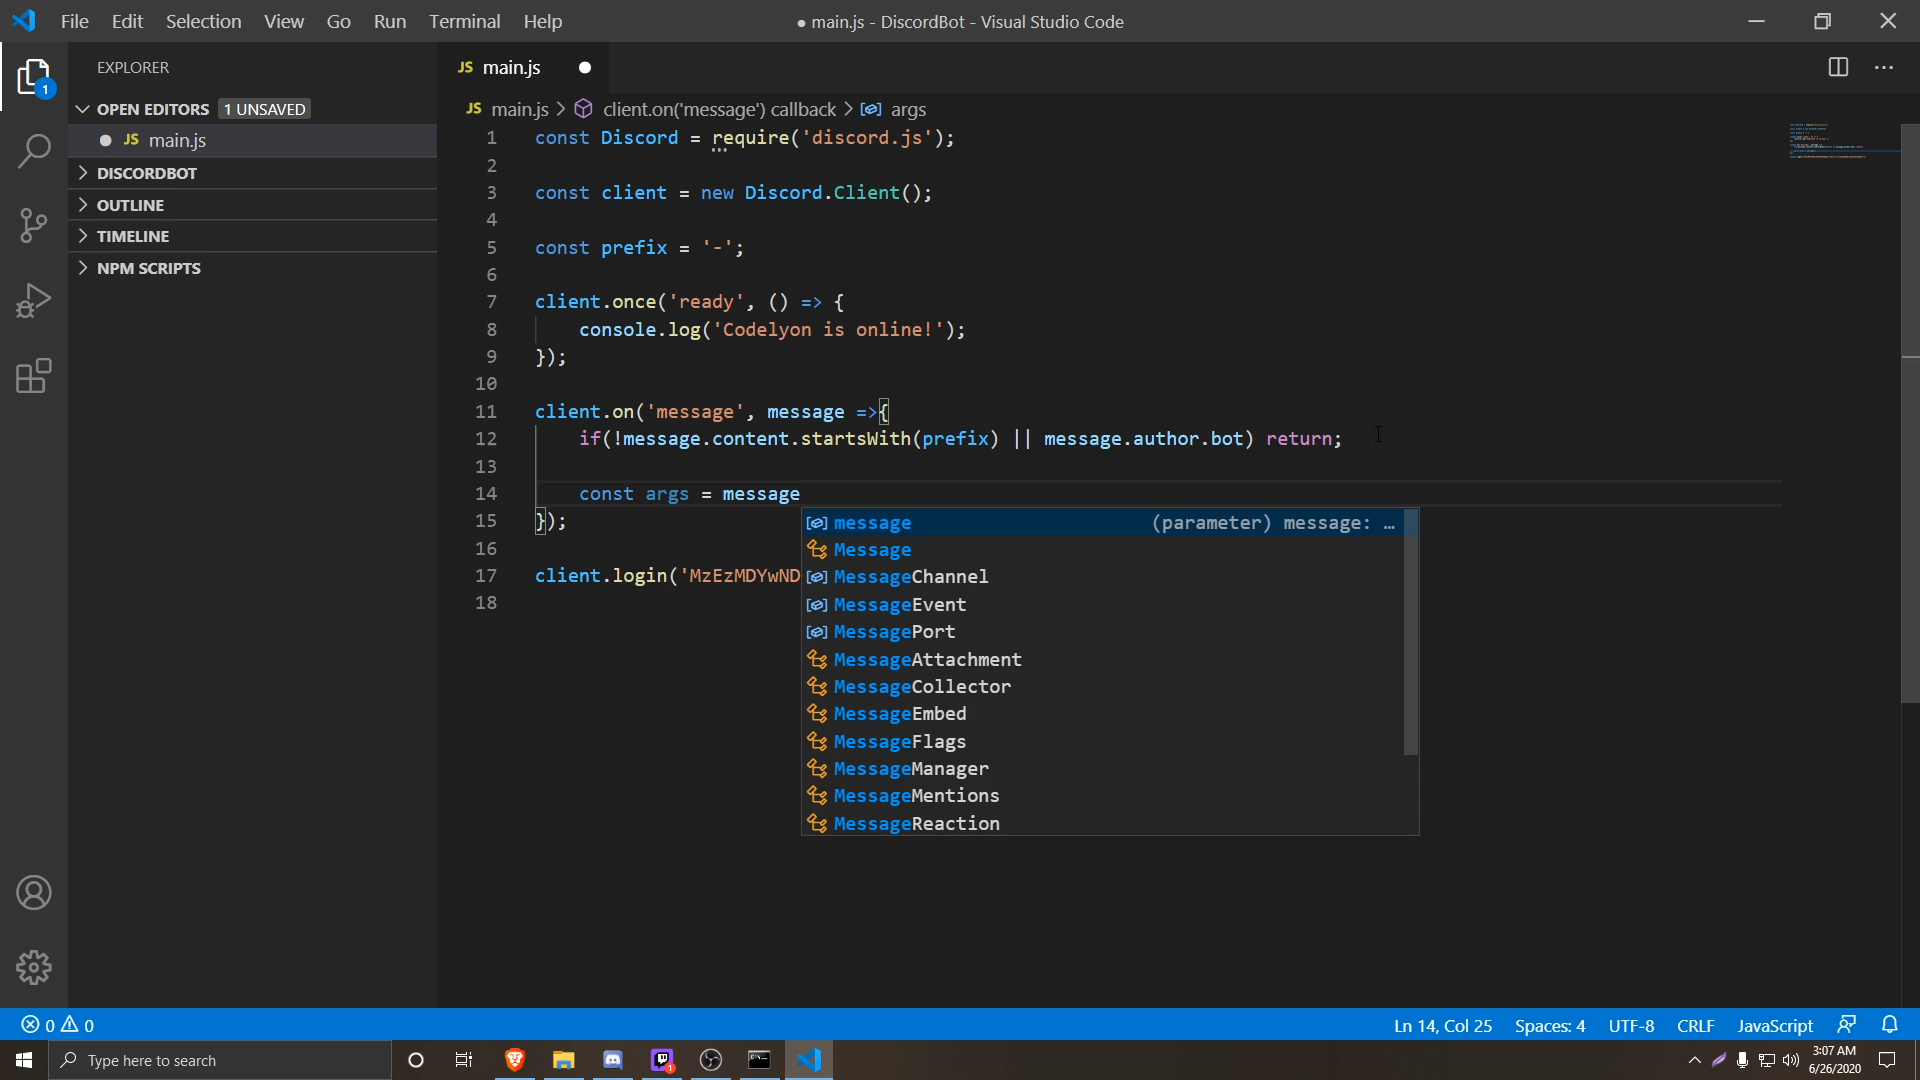 File Edit Selection View Go Run Terminal Help
● main.js - DiscordBot - Visual Studio Code
EXPLORER
OPEN EDITORS 1 UNSAVED
JS main.js
DISCORDBOT
OUTLINE
TIMELINE
NPM SCRIPTS
1
JS main.js
JS main.js > client.on('message') callback > args
1 const Discord = require('discord.js');
2
3 const client = new Discord.Client();
4
5 const prefix = '-';
6
7 client.once('ready', () => {
8 console.log('Codelyon is online!');
9 });
10
11 client.on('message', message =>{
12 if(!message.content.startsWith(prefix) || message.author.bot) return;
13
14 const args = message
15 });
16
17 client.login('MzEzMDYwND
18
message (parameter) message: …
Message
MessageChannel
MessageEvent
MessagePort
MessageAttachment
MessageCollector
MessageEmbed
MessageFlags
MessageManager
MessageMentions
MessageReaction
0 0 Ln 14, Col 25 Spaces: 4 UTF-8 CRLF JavaScript
Type here to search
1
3:07 AM
6/26/2020